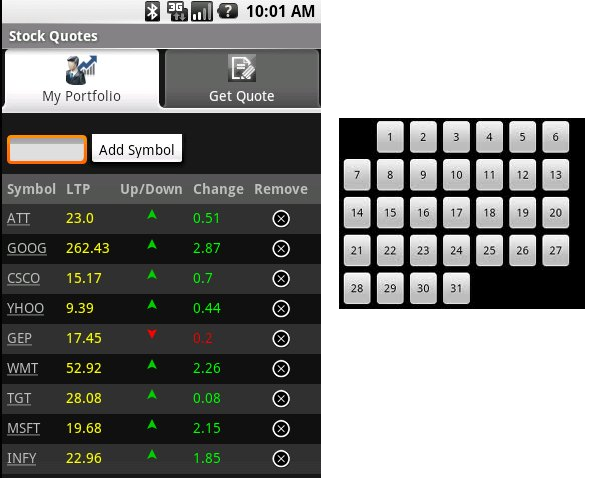 3G ? 10:01 AM
Stock Quotes
My Portfolio Get Quote
Add Symbol
Symbol LTP Up/Down Change Remove
ATT 23.0 0.51
GOOG 262.43 2.87
CSCO 15.17 0.7
YHOO 9.39 0.44
GEP 17.45 0.2
WMT 52.92 2.26
TGT 28.08 0.08
MSFT 19.68 2.15
INFY 22.96 1.85
1 2 3 4 5 6
7 8 9 10 11 12 13
14 15 16 17 18 19 20
21 22 23 24 25 26 27
28 29 30 31